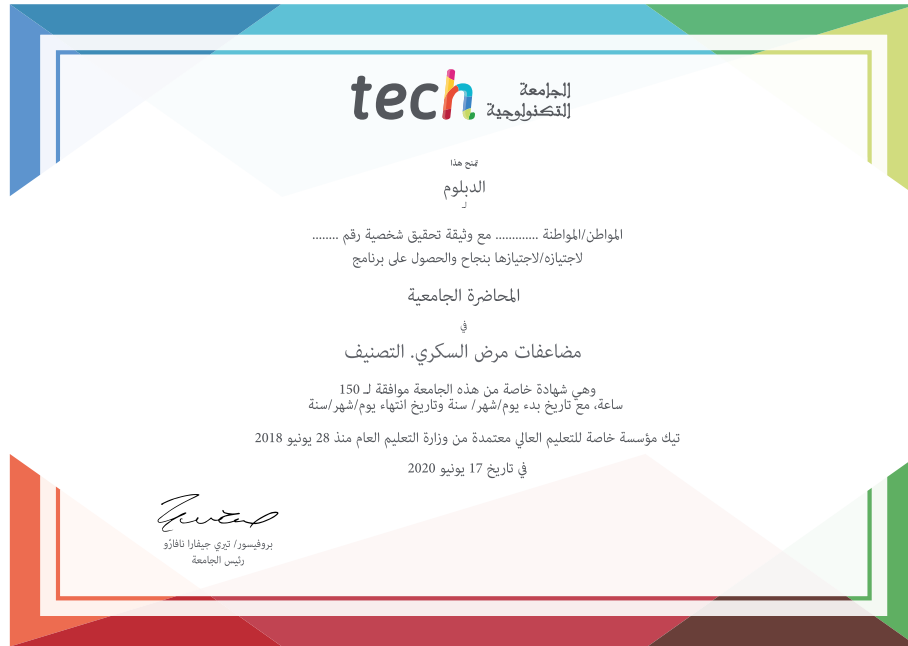 tech الجامعة
التكنولوجية
تمنح هذا
الدبلوم
لـ
المواطن/المواطنة ............. مع وثيقة تحقيق شخصية رقم ........
لاجتيازه/لاجتيازها بنجاح والحصول على برنامج
المحاضرة الجامعية
في
مضاعفات مرض السكري. التصنيف
وهي شهادة خاصة من هذه الجامعة موافقة لـ 150
ساعة، مع تاريخ بدء يوم/شهر/ سنة وتاريخ انتهاء يوم/شهر/سنة
تيك مؤسسة خاصة للتعليم العالي معتمدة من وزارة التعليم العام منذ 28 يونيو 2018
في تاريخ 17 يونيو 2020
بروفيسور/ تيري جيفارا نافارّو
رئيس الجامعة